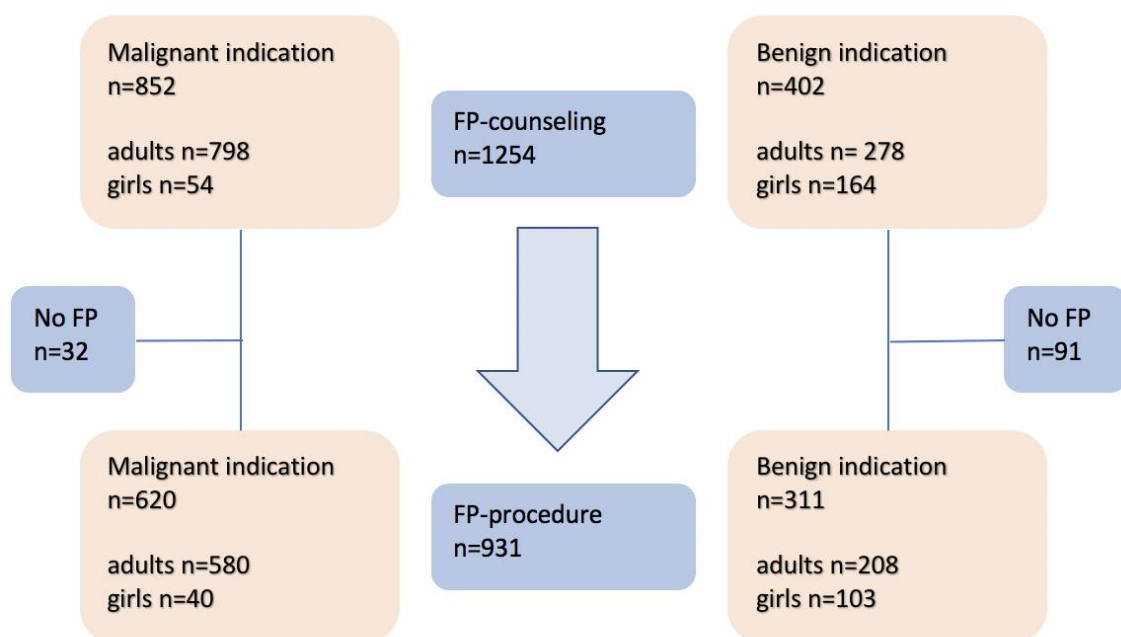 Malignant indication
n=852
adults n=798
girls n=54
FP-counseling
n=1254
Benign indication
n=402
adults n= 278
girls n=164
No FP
n=32
No FP
n=91
Malignant indication
n=620
adults n=580
girls n=40
FP-procedure
n=931
Benign indication
n=311
adults n=208
girls n=103